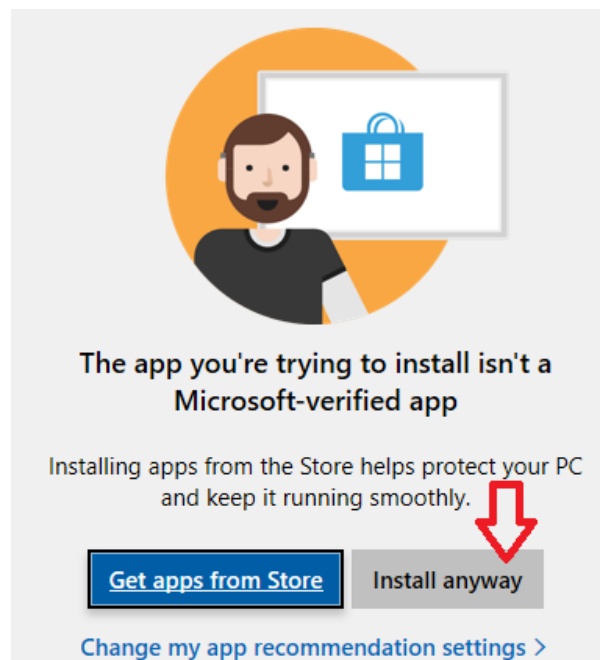 The app you're trying to install isn't a
Microsoft-verified app
Installing apps from the Store helps protect your PC
and keep it running smoothly.
Get apps from Store
Install anyway
Change my app recommendation settings >